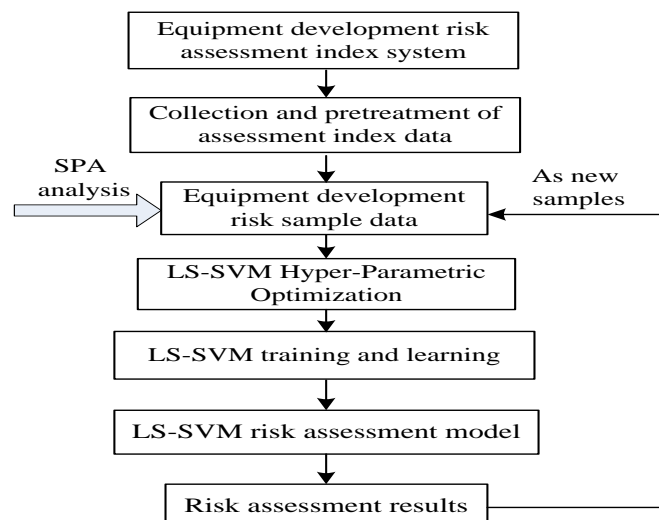 Equipment development risk
assessment index system
Collection and pretreatment of
assessment index data
SPA
analysis
As new
samples
Equipment development
risk sample data
LS-SVM Hyper-Parametric
Optimization
LS-SVM training and learning
LS-SVM risk assessment model
Risk assessment results